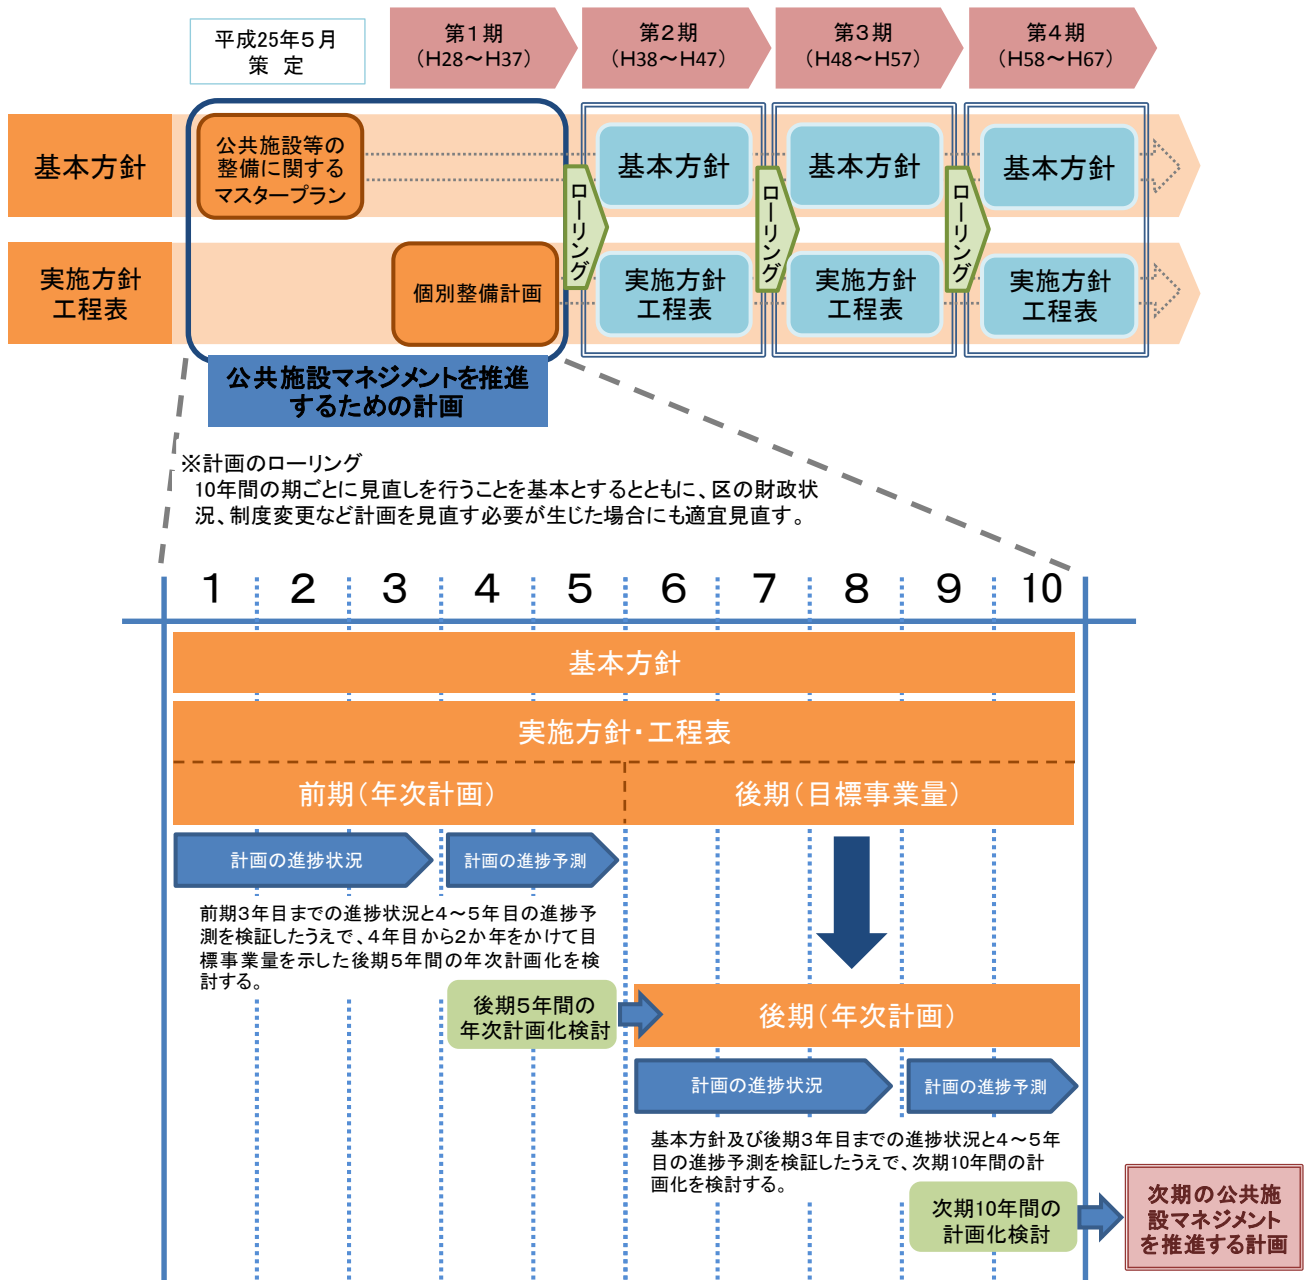 平成25年５月
策　定
第１期
（H28～H37）
第２期
（H38～H47）
第３期
（H48～H57）
第４期
（H58～H67）
基本方針
公共施設等の
整備に関する
マスタープラン
基本方針
基本方針
基本方針
ローリング
ローリング
ローリング
実施方針
工程表
個別整備計画
実施方針
工程表
実施方針
工程表
実施方針
工程表
公共施設マネジメントを推進
するための計画
※計画のローリング
10年間の期ごとに見直しを行うことを基本とするとともに、区の財政状
況、制度変更など計画を見直す必要が生じた場合にも適宜見直す。
1 2 3 4 5 6 7 8 9 10
基本方針
実施方針・工程表
前期（年次計画）
後期（目標事業量）
計画の進捗状況
計画の進捗予測
前期３年目までの進捗状況と４～５年目の進捗予
測を検証したうえで、４年目から２か年をかけて目
標事業量を示した後期５年間の年次計画化を検
討する。
後期５年間の
年次計画化検討
後期（年次計画）
計画の進捗状況
計画の進捗予測
基本方針及び後期３年目までの進捗状況と４～５年
目の進捗予測を検証したうえで、次期10年間の計
画化を検討する。
次期10年間の
計画化検討
次期の公共施
設マネジメント
を推進する計画